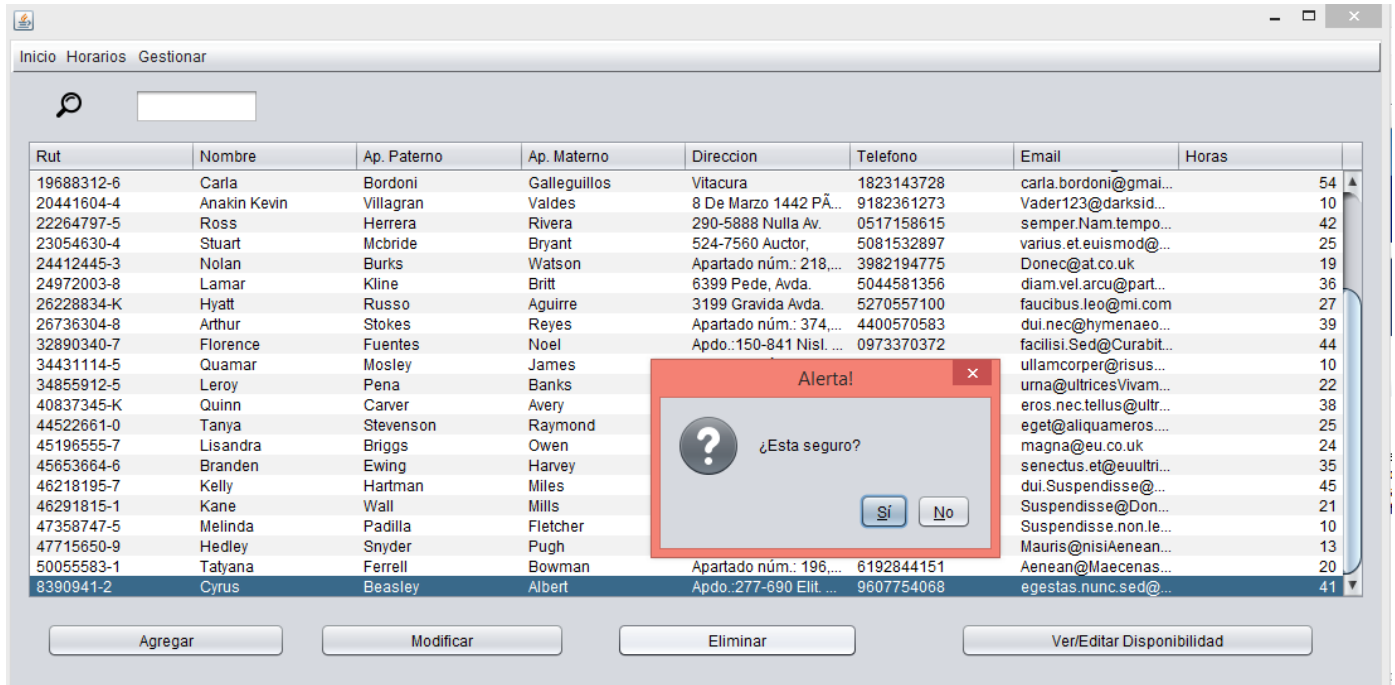 Inicio Horarios Gestionar
Rut Nombre Ap. Paterno Ap. Materno Direccion Telefono Email Horas
19688312-6 Carla Bordoni Galleguillos Vitacura 1823143728 carla.bordoni@gmai... 54
20441604-4 Anakin Kevin Villagran Valdes 8 De Marzo 1442 PÃ... 9182361273 Vader123@darksid... 10
22264797-5 Ross Herrera Rivera 290-5888 Nulla Av. 0517158615 semper.Nam.tempo... 42
23054630-4 Stuart Mcbride Bryant 524-7560 Auctor, 5081532897 varius.et.euismod@... 25
24412445-3 Nolan Burks Watson Apartado núm.: 218,... 3982194775 Donec@at.co.uk 19
24972003-8 Lamar Kline Britt 6399 Pede, Avda. 5044581356 diam.vel.arcu@part... 36
26228834-K Hyatt Russo Aguirre 3199 Gravida Avda. 5270557100 faucibus.leo@mi.com 27
26736304-8 Arthur Stokes Reyes Apartado núm.: 374,... 4400570583 dui.nec@hymenaeo... 39
32890340-7 Florence Fuentes Noel Apdo.:150-841 Nisl. ... 0973370372 facilisi.Sed@Curabit... 44
34431114-5 Quamar Mosley James ullamcorper@risus... 10
34855912-5 Leroy Pena Banks urna@ultricesVivam... 22
40837345-K Quinn Carver Avery eros.nec.tellus@ultr... 38
44522661-0 Tanya Stevenson Raymond eget@aliquameros.... 25
45196555-7 Lisandra Briggs Owen magna@eu.co.uk 24
45653664-6 Branden Ewing Harvey senectus.et@euultri... 35
46218195-7 Kelly Hartman Miles dui.Suspendisse@... 45
46291815-1 Kane Wall Mills Suspendisse@Don... 21
47358747-5 Melinda Padilla Fletcher Suspendisse.non.le... 10
47715650-9 Hedley Snyder Pugh Mauris@nisiAenean... 13
50055583-1 Tatyana Ferrell Bowman Apartado núm.: 196,... 6192844151 Aenean@Maecenas... 20
8390941-2 Cyrus Beasley Albert Apdo.:277-690 Elit. ... 9607754068 egestas.nunc.sed@... 41
Alerta!
¿Esta seguro?
Sí No
Agregar Modificar Eliminar Ver/Editar Disponibilidad